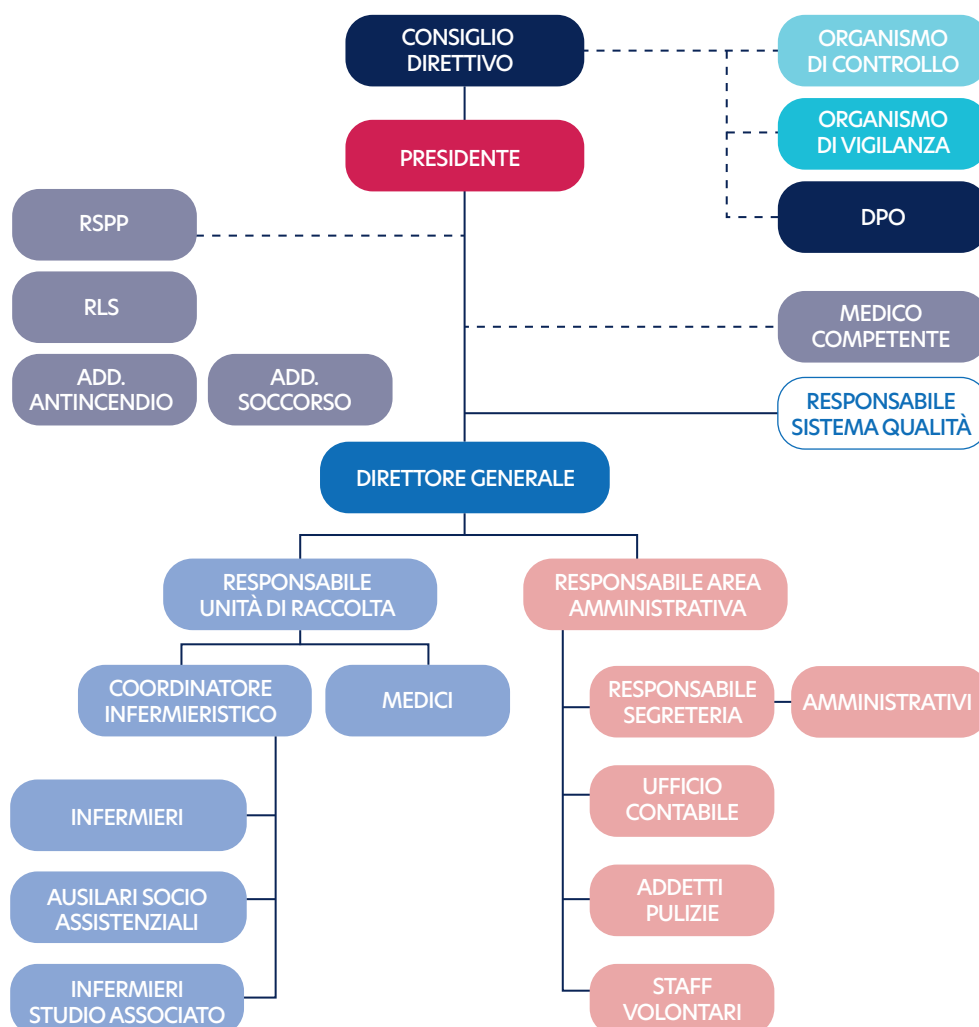 CONSIGLIO
DIRETTIVO
ORGANISMO
DI CONTROLLO
ORGANISMO
DI VIGILANZA
PRESIDENTE
DPO
RSPP
RLS
MEDICO
COMPETENTE
ADD.
ANTINCENDIO
ADD.
SOCCORSO
RESPONSABILE
SISTEMA QUALITÀ
DIRETTORE GENERALE
RESPONSABILE
UNITÀ DI RACCOLTA
RESPONSABILE AREA
AMMINISTRATIVA
COORDINATORE
INFERMIERISTICO
MEDICI
RESPONSABILE
SEGRETERIA
AMMINISTRATIVI
INFERMIERI
UFFICIO
CONTABILE
AUSILARI SOCIO
ASSISTENZIALI
ADDETTI
PULIZIE
INFERMIERI
STUDIO ASSOCIATO
STAFF
VOLONTARI